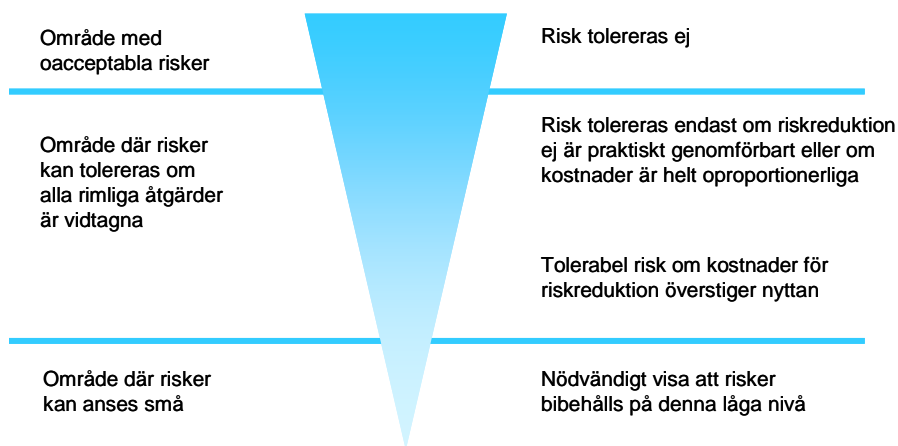 Område med
oacceptabla risker
Risk tolereras ej
Område där risker
kan tolereras om
alla rimliga åtgärder
är vidtagna
Risk tolereras endast om riskreduktion
ej är praktiskt genomförbart eller om
kostnader är helt oproportionerliga
Tolerabel risk om kostnader för
riskreduktion överstiger nyttan
Område där risker
kan anses små
Nödvändigt visa att risker
bibehålls på denna låga nivå